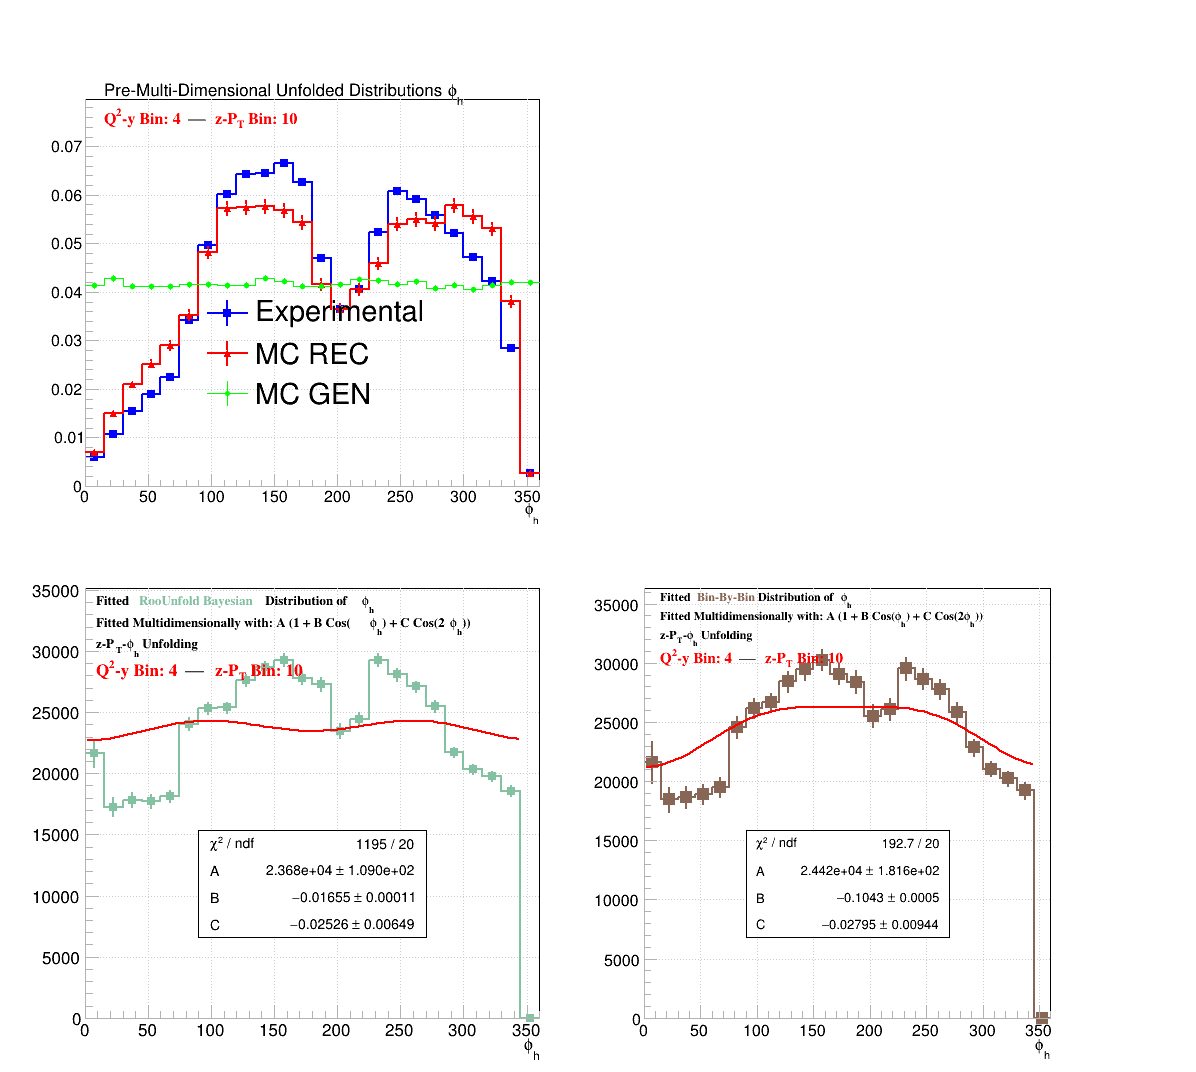 Pre-Multi-Dimensional Unfolded Distributions ϕh
Q²-y Bin: 4 — z-PT Bin: 10
0.07
0.06
0.05
0.04
0.03
0.02
0.01
0
Experimental
MC REC
MC GEN
0 50 100 150 200 250 300 350
ϕh
Fitted RooUnfold Bayesian Distribution of ϕh
Fitted Multidimensionally with: A (1 + B Cos( ϕh) + C Cos(2 ϕh))
z-PT-ϕh Unfolding
Q²-y Bin: 4 — z-PT Bin: 10
35000
30000
25000
20000
15000
10000
5000
0
χ² / ndf 1195 / 20
A 2.368e+04 ± 1.090e+02
B −0.01655 ± 0.00011
C −0.02526 ± 0.00649
0 50 100 150 200 250 300 350
ϕh
Fitted Bin-By-Bin Distribution of ϕh
Fitted Multidimensionally with: A (1 + B Cos(ϕh) + C Cos(2ϕh))
z-PT-ϕh Unfolding
Q²-y Bin: 4 — z-PT Bin: 10
35000
30000
25000
20000
15000
10000
5000
0
χ² / ndf 192.7 / 20
A 2.442e+04 ± 1.816e+02
B −0.1043 ± 0.0005
C −0.02795 ± 0.00944
0 50 100 150 200 250 300 350
ϕh